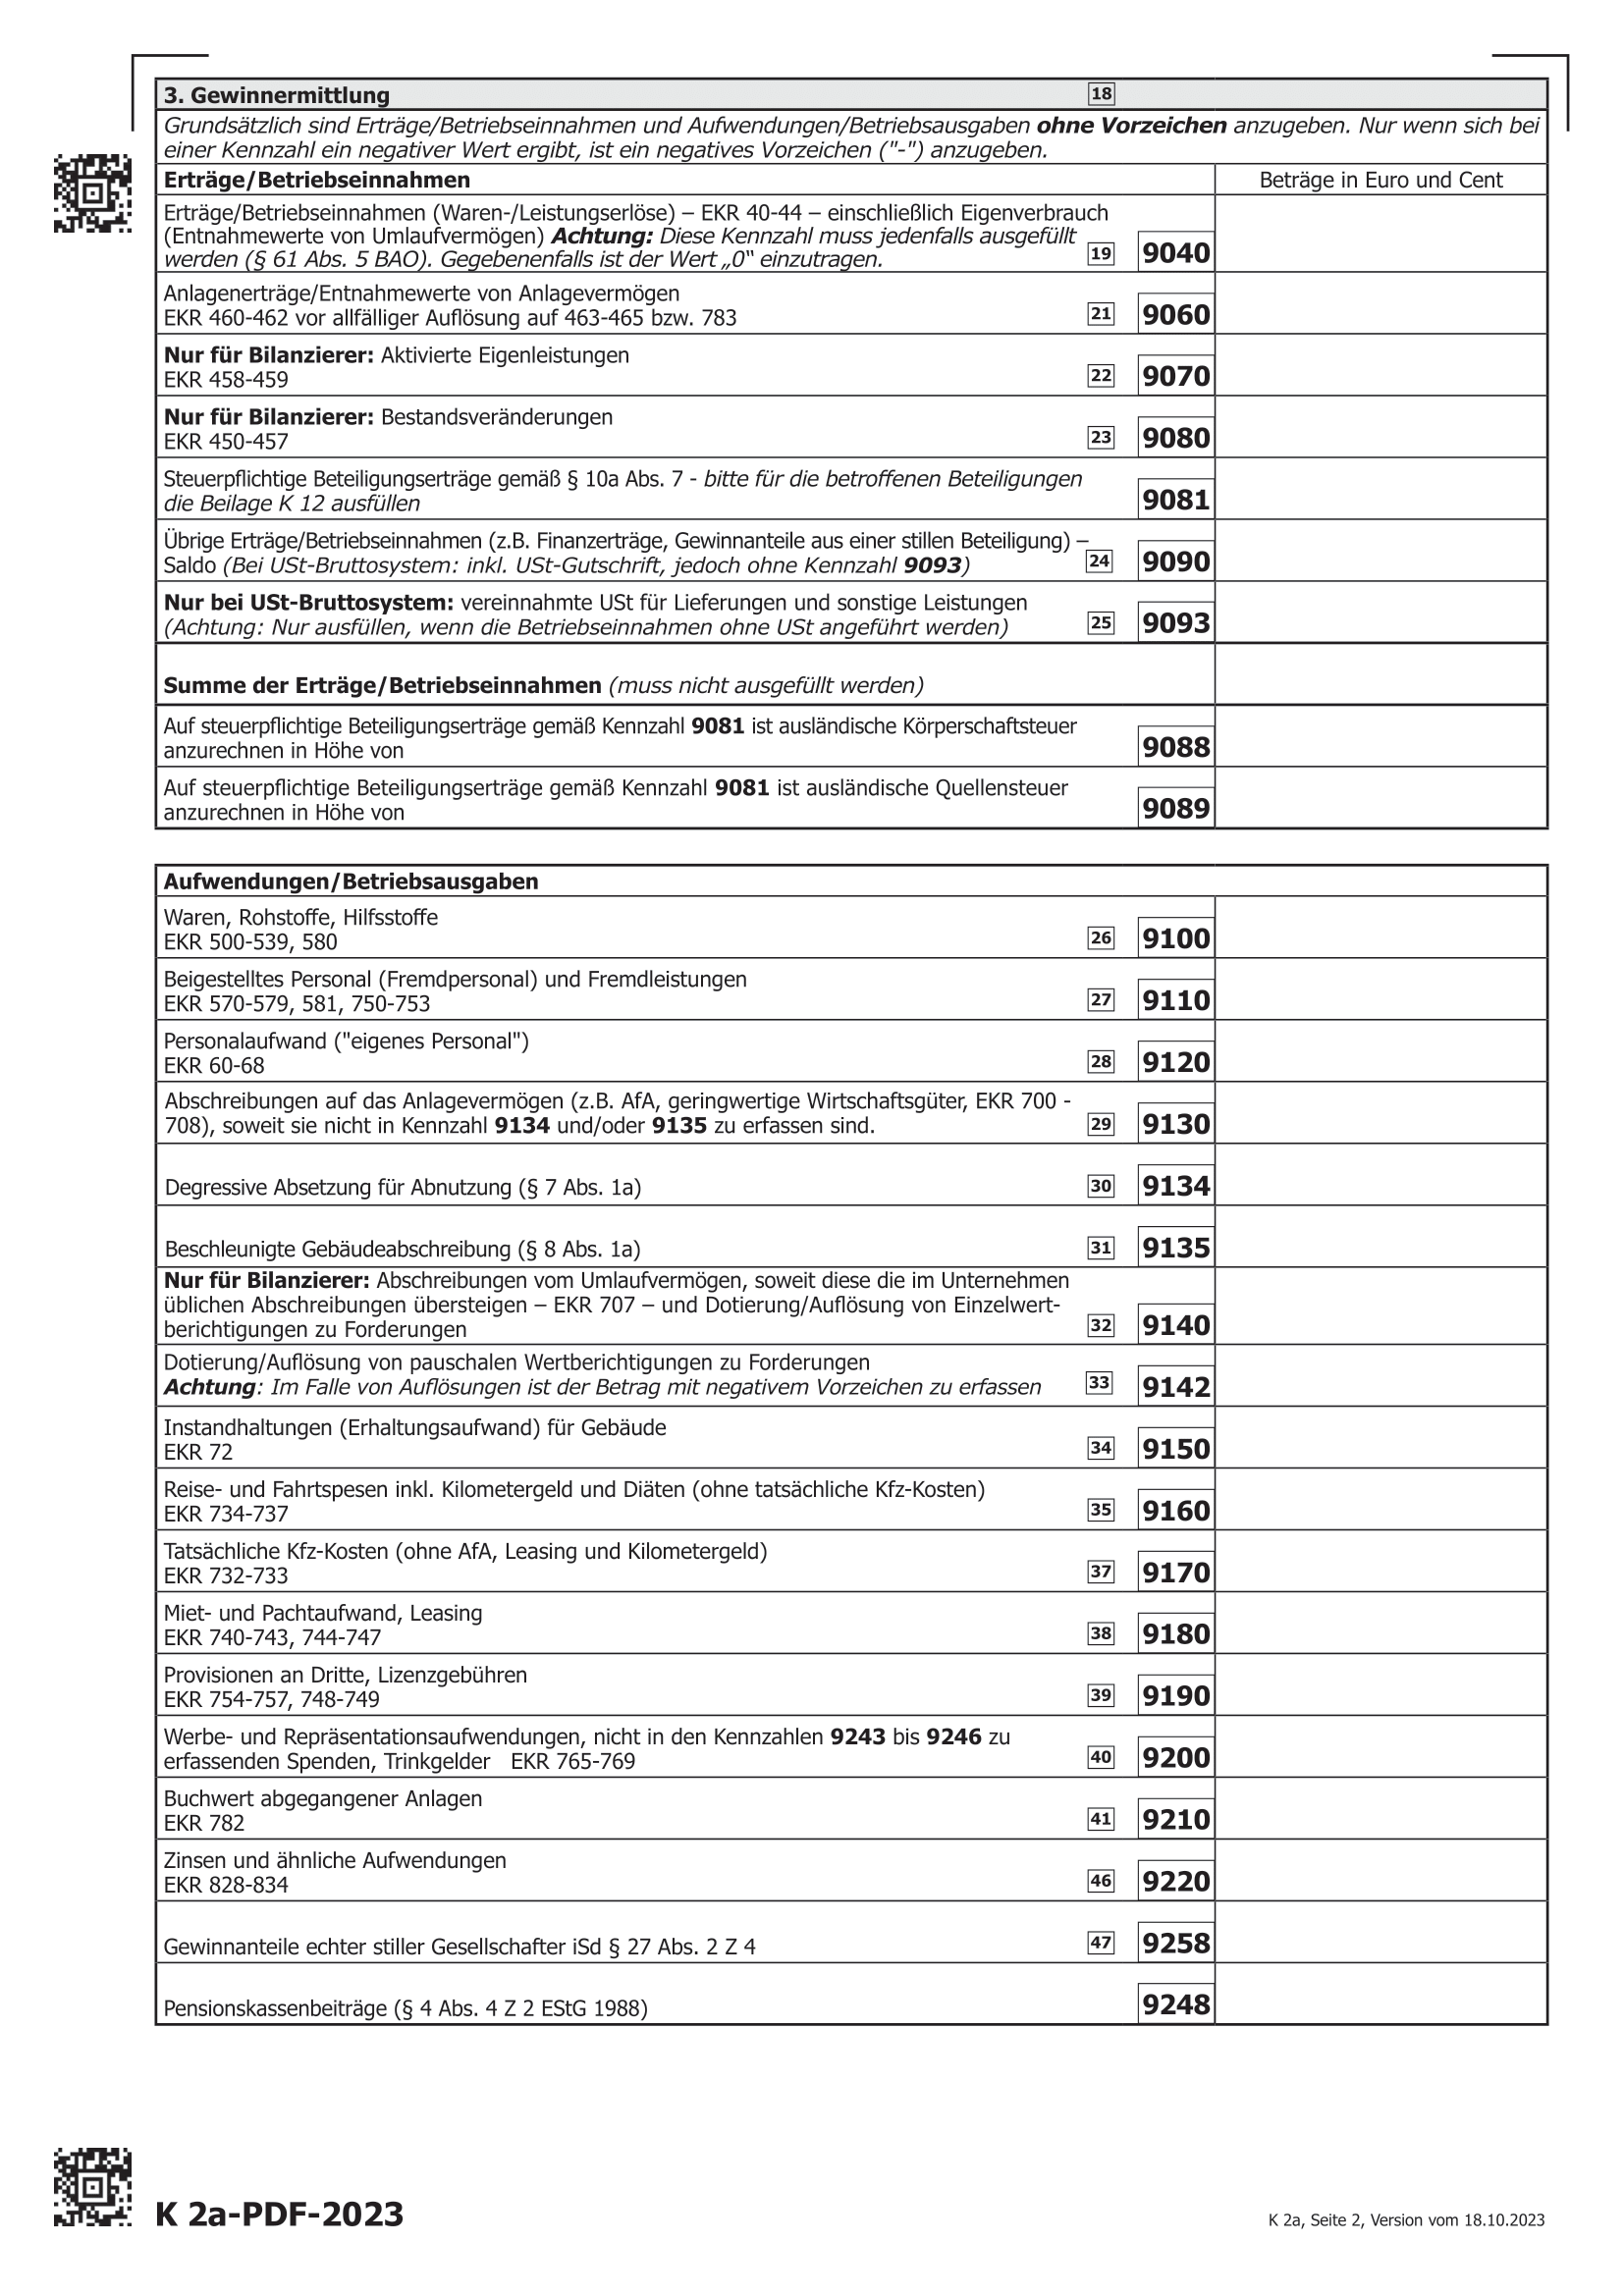 3. Gewinnermittlung 18
Grundsätzlich sind Erträge/Betriebseinnahmen und Aufwendungen/Betriebsausgaben ohne Vorzeichen anzugeben. Nur wenn sich bei
einer Kennzahl ein negativer Wert ergibt, ist ein negatives Vorzeichen ("-") anzugeben.
Erträge/Betriebseinnahmen Beträge in Euro und Cent
Erträge/Betriebseinnahmen (Waren-/Leistungserlöse) – EKR 40-44 – einschließlich Eigenverbrauch
(Entnahmewerte von Umlaufvermögen) Achtung: Diese Kennzahl muss jedenfalls ausgefüllt
werden (§ 61 Abs. 5 BAO). Gegebenenfalls ist der Wert „0“ einzutragen. 19 9040
Anlagenerträge/Entnahmewerte von Anlagevermögen
EKR 460-462 vor allfälliger Auflösung auf 463-465 bzw. 783 21 9060
Nur für Bilanzierer: Aktivierte Eigenleistungen
EKR 458-459 22 9070
Nur für Bilanzierer: Bestandsveränderungen
EKR 450-457 23 9080
Steuerpflichtige Beteiligungserträge gemäß § 10a Abs. 7 - bitte für die betroffenen Beteiligungen
die Beilage K 12 ausfüllen 9081
Übrige Erträge/Betriebseinnahmen (z.B. Finanzerträge, Gewinnanteile aus einer stillen Beteiligung) –
Saldo (Bei USt-Bruttosystem: inkl. USt-Gutschrift, jedoch ohne Kennzahl 9093) 24 9090
Nur bei USt-Bruttosystem: vereinnahmte USt für Lieferungen und sonstige Leistungen
(Achtung: Nur ausfüllen, wenn die Betriebseinnahmen ohne USt angeführt werden) 25 9093
Summe der Erträge/Betriebseinnahmen (muss nicht ausgefüllt werden)
Auf steuerpflichtige Beteiligungserträge gemäß Kennzahl 9081 ist ausländische Körperschaftsteuer
anzurechnen in Höhe von 9088
Auf steuerpflichtige Beteiligungserträge gemäß Kennzahl 9081 ist ausländische Quellensteuer
anzurechnen in Höhe von 9089
Aufwendungen/Betriebsausgaben
Waren, Rohstoffe, Hilfsstoffe
EKR 500-539, 580 26 9100
Beigestelltes Personal (Fremdpersonal) und Fremdleistungen
EKR 570-579, 581, 750-753 27 9110
Personalaufwand ("eigenes Personal")
EKR 60-68 28 9120
Abschreibungen auf das Anlagevermögen (z.B. AfA, geringwertige Wirtschaftsgüter, EKR 700 -
708), soweit sie nicht in Kennzahl 9134 und/oder 9135 zu erfassen sind. 29 9130
Degressive Absetzung für Abnutzung (§ 7 Abs. 1a) 30 9134
Beschleunigte Gebäudeabschreibung (§ 8 Abs. 1a) 31 9135
Nur für Bilanzierer: Abschreibungen vom Umlaufvermögen, soweit diese die im Unternehmen
üblichen Abschreibungen übersteigen – EKR 707 – und Dotierung/Auflösung von Einzelwert-
berichtigungen zu Forderungen 32 9140
Dotierung/Auflösung von pauschalen Wertberichtigungen zu Forderungen
Achtung: Im Falle von Auflösungen ist der Betrag mit negativem Vorzeichen zu erfassen 33 9142
Instandhaltungen (Erhaltungsaufwand) für Gebäude
EKR 72 34 9150
Reise- und Fahrtspesen inkl. Kilometergeld und Diäten (ohne tatsächliche Kfz-Kosten)
EKR 734-737 35 9160
Tatsächliche Kfz-Kosten (ohne AfA, Leasing und Kilometergeld)
EKR 732-733 37 9170
Miet- und Pachtaufwand, Leasing
EKR 740-743, 744-747 38 9180
Provisionen an Dritte, Lizenzgebühren
EKR 754-757, 748-749 39 9190
Werbe- und Repräsentationsaufwendungen, nicht in den Kennzahlen 9243 bis 9246 zu
erfassenden Spenden, Trinkgelder EKR 765-769 40 9200
Buchwert abgegangener Anlagen
EKR 782 41 9210
Zinsen und ähnliche Aufwendungen
EKR 828-834 46 9220
Gewinnanteile echter stiller Gesellschafter iSd § 27 Abs. 2 Z 4 47 9258
Pensionskassenbeiträge (§ 4 Abs. 4 Z 2 EStG 1988) 9248
K 2a-PDF-2023 K 2a, Seite 2, Version vom 18.10.2023